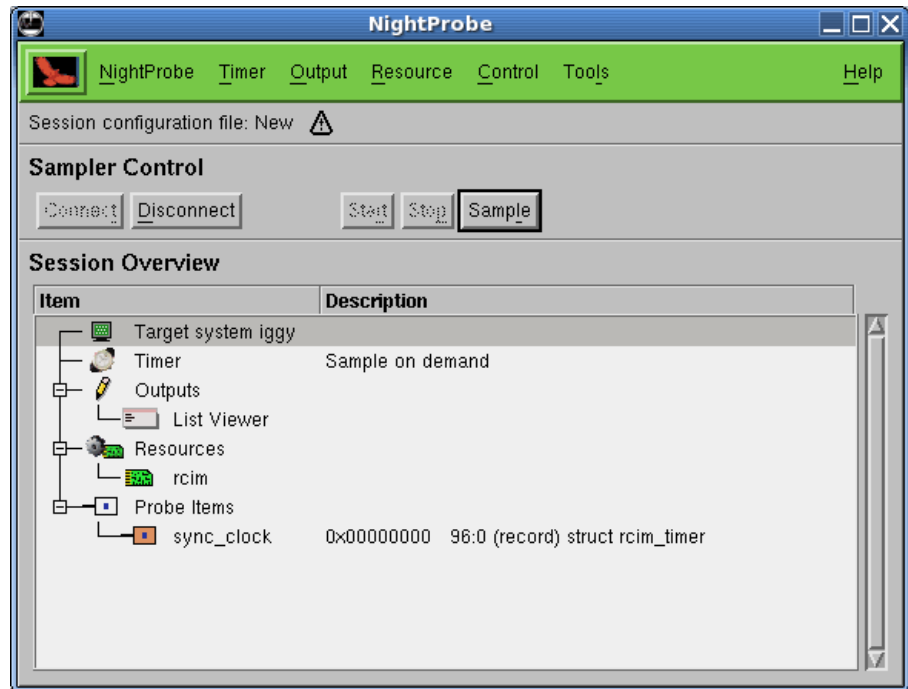 NightProbe
NightProbe Timer Output Resource Control Tools Help
Session configuration file: New
Sampler Control
Connect Disconnect Start Stop Sample
Session Overview
Item Description
Target system iggy
Timer Sample on demand
Outputs
List Viewer
Resources
rcim
Probe Items
sync_clock 0x00000000 96:0 (record) struct rcim_timer